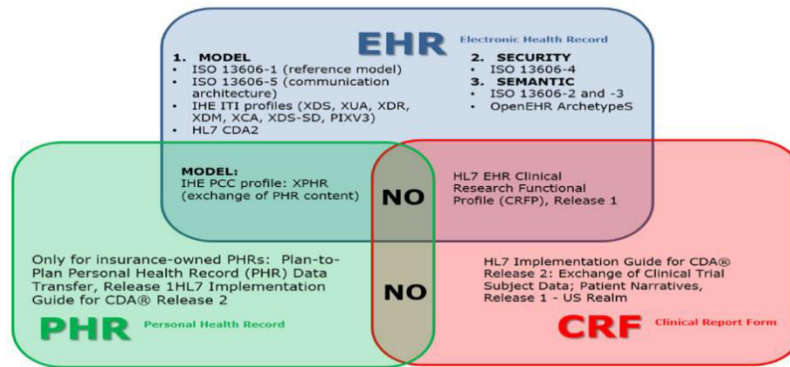 EHR Electronic Health Record
1. MODEL
• ISO 13606-1 (reference model)
• ISO 13606-5 (communication
architecture)
• IHE ITI profiles (XDS, XUA, XDR,
XDM, XCA, XDS-SD, PIXV3)
• HL7 CDA2
2. SECURITY
• ISO 13606-4
3. SEMANTIC
• ISO 13606-2 and -3
• OpenEHR ArchetypeS
MODEL:
IHE PCC profile: XPHR
(exchange of PHR content)
NO
HL7 EHR Clinical
Research Functional
Profile (CRFP), Release 1
Only for insurance-owned PHRs: Plan-to-
Plan Personal Health Record (PHR) Data
Transfer, Release 1HL7 Implementation
Guide for CDA® Release 2
NO
HL7 Implementation Guide for CDA®
Release 2: Exchange of Clinical Trial
Subject Data; Patient Narratives,
Release 1 - US Realm
PHR Personal Health Record
CRF Clinical Report Form